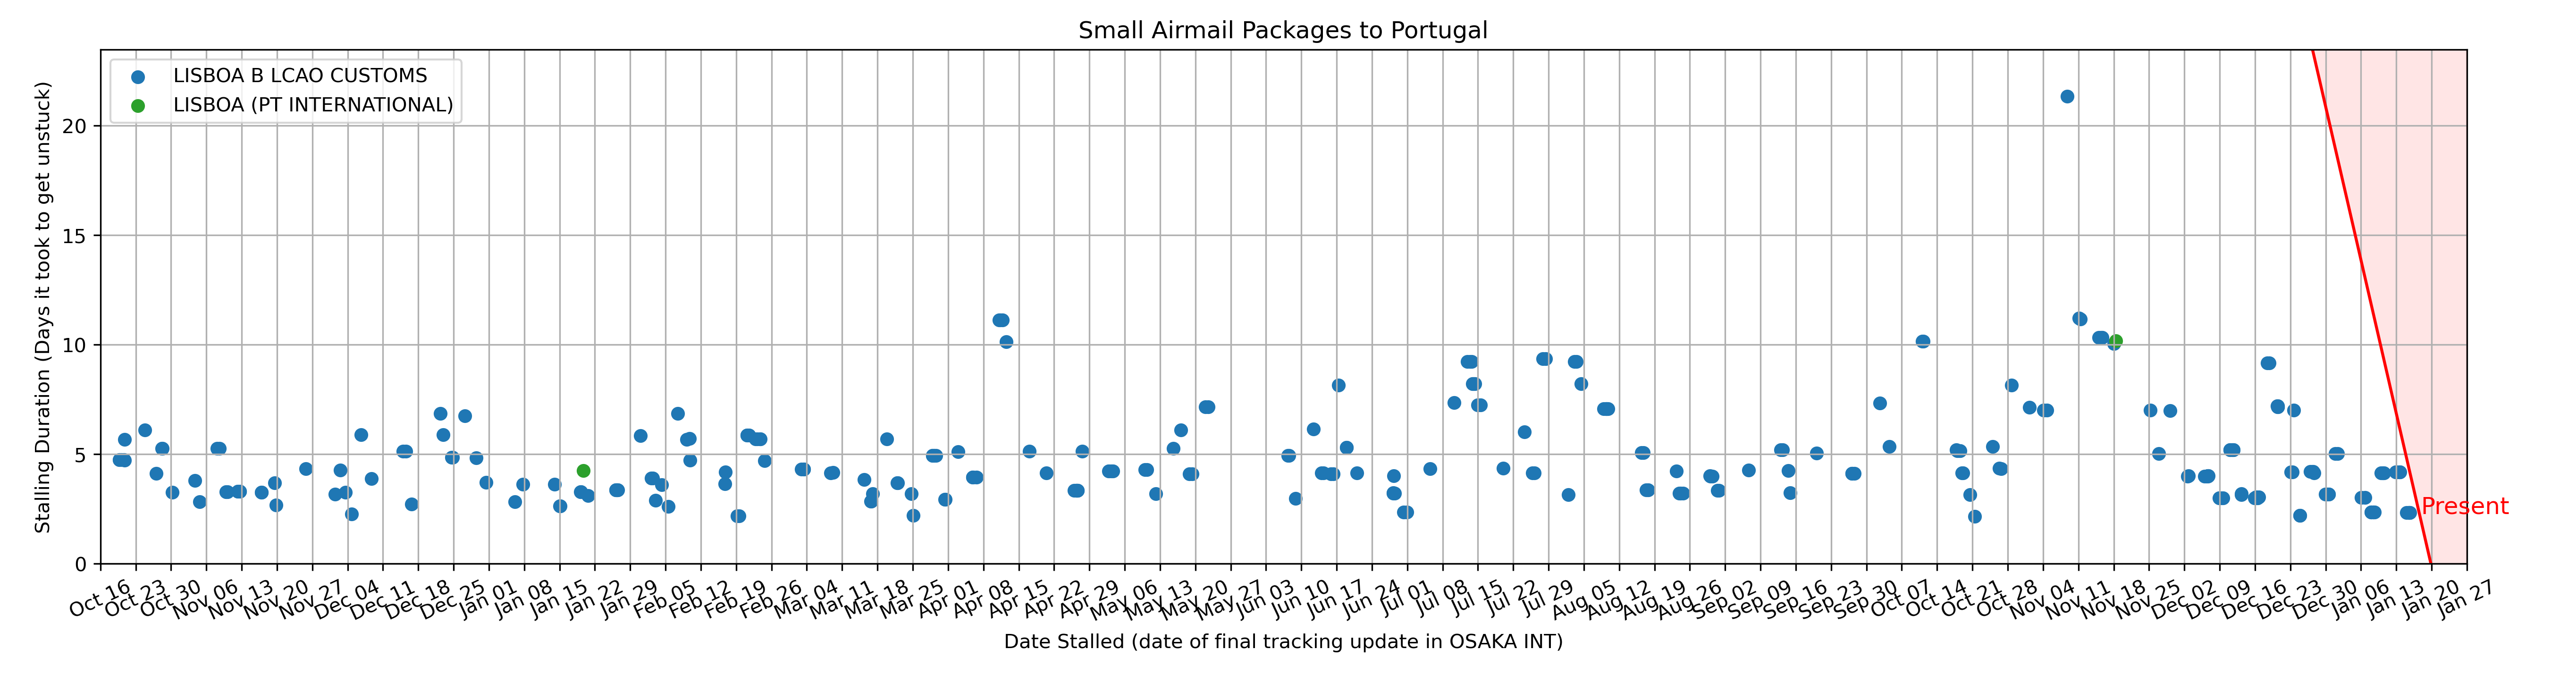 Small Airmail Packages to Portugal
LISBOA B LCAO CUSTOMS
LISBOA (PT INTERNATIONAL)
Stalling Duration (Days it took to get unstuck)
20
15
10
5
0
Present
Oct 16
Oct 23
Oct 30
Nov 06
Nov 13
Nov 20
Nov 27
Dec 04
Dec 11
Dec 18
Dec 25
Jan 01
Jan 08
Jan 15
Jan 22
Jan 29
Feb 05
Feb 12
Feb 19
Feb 26
Mar 04
Mar 11
Mar 18
Mar 25
Apr 01
Apr 08
Apr 15
Apr 22
Apr 29
May 06
May 13
May 20
May 27
Jun 03
Jun 10
Jun 17
Jun 24
Jul 01
Jul 08
Jul 15
Jul 22
Jul 29
Aug 05
Aug 12
Aug 19
Aug 26
Sep 02
Sep 09
Sep 16
Sep 23
Sep 30
Oct 07
Oct 14
Oct 21
Oct 28
Nov 04
Nov 11
Nov 18
Nov 25
Dec 02
Dec 09
Dec 16
Dec 23
Dec 30
Jan 06
Jan 13
Jan 20
Jan 27
Date Stalled (date of final tracking update in OSAKA INT)